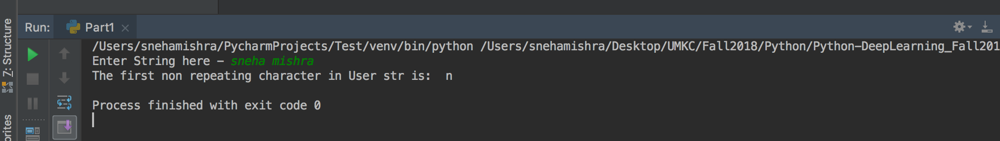 Run: Part1
/Users/snehamishra/PycharmProjects/Test/venv/bin/python /Users/snehamishra/Desktop/UMKC/Fall2018/Python/Python-DeepLearning_Fall201
Enter String here - sneha mishra
The first non repeating character in User str is:  n
Process finished with exit code 0
7: Structure